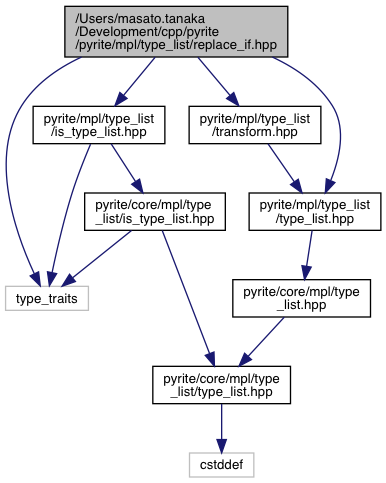 /Users/masato.tanaka
/Development/cpp/pyrite
/pyrite/mpl/type_list/replace_if.hpp
pyrite/mpl/type_list
/is_type_list.hpp
pyrite/mpl/type_list
/transform.hpp
pyrite/core/mpl/type
_list/is_type_list.hpp
pyrite/mpl/type_list
/type_list.hpp
type_traits
pyrite/core/mpl/type
_list.hpp
pyrite/core/mpl/type
_list/type_list.hpp
cstddef